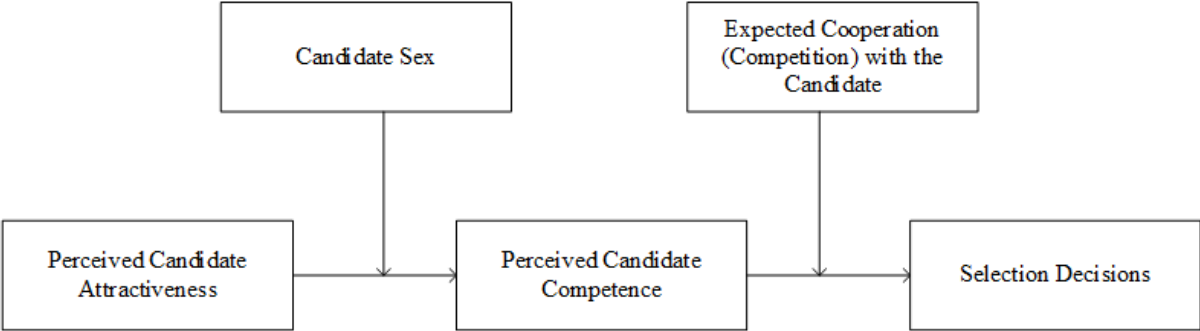 Candidate Sex
Expected Cooperation
(Competition) with the
Candidate
Perceived Candidate
Attractiveness
Perceived Candidate
Competence
Selection Decisions